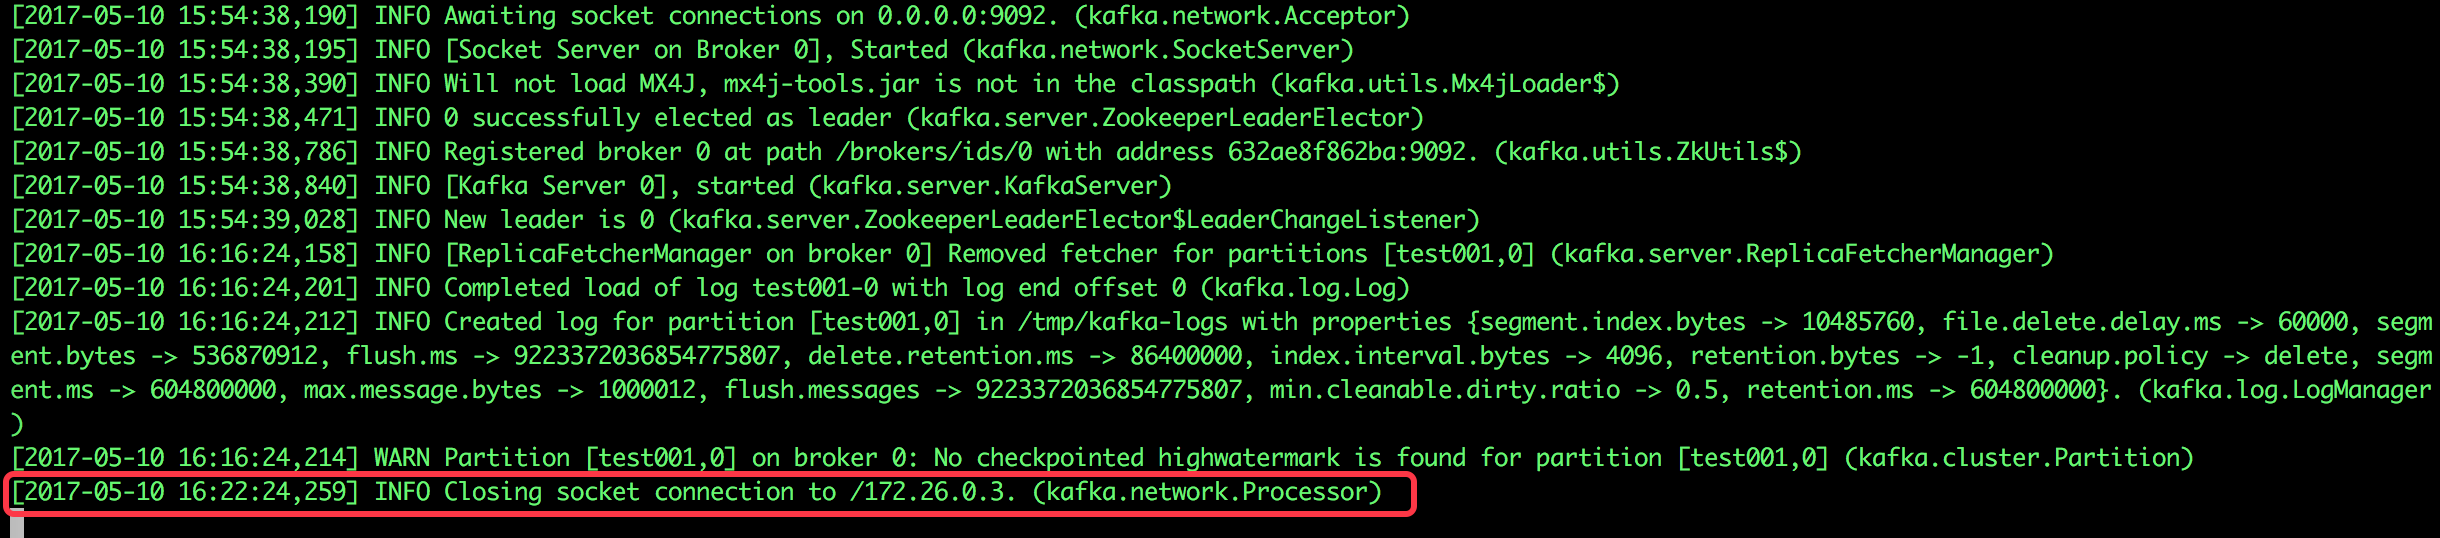 [2017-05-10 15:54:38,190] INFO Awaiting socket connections on 0.0.0.0:9092. (kafka.network.Acceptor)
[2017-05-10 15:54:38,195] INFO [Socket Server on Broker 0], Started (kafka.network.SocketServer)
[2017-05-10 15:54:38,390] INFO Will not load MX4J, mx4j-tools.jar is not in the classpath (kafka.utils.Mx4jLoader$)
[2017-05-10 15:54:38,471] INFO 0 successfully elected as leader (kafka.server.ZookeeperLeaderElector)
[2017-05-10 15:54:38,786] INFO Registered broker 0 at path /brokers/ids/0 with address 632ae8f862ba:9092. (kafka.utils.ZkUtils$)
[2017-05-10 15:54:38,840] INFO [Kafka Server 0], started (kafka.server.KafkaServer)
[2017-05-10 15:54:39,028] INFO New leader is 0 (kafka.server.ZookeeperLeaderElector$LeaderChangeListener)
[2017-05-10 16:16:24,158] INFO [ReplicaFetcherManager on broker 0] Removed fetcher for partitions [test001,0] (kafka.server.ReplicaFetcherManager)
[2017-05-10 16:16:24,201] INFO Completed load of log test001-0 with log end offset 0 (kafka.log.Log)
[2017-05-10 16:16:24,212] INFO Created log for partition [test001,0] in /tmp/kafka-logs with properties {segment.index.bytes -> 10485760, file.delete.delay.ms -> 60000, segm
ent.bytes -> 536870912, flush.ms -> 9223372036854775807, delete.retention.ms -> 86400000, index.interval.bytes -> 4096, retention.bytes -> -1, cleanup.policy -> delete, segm
ent.ms -> 604800000, max.message.bytes -> 1000012, flush.messages -> 9223372036854775807, min.cleanable.dirty.ratio -> 0.5, retention.ms -> 604800000}. (kafka.log.LogManager
)
[2017-05-10 16:16:24,214] WARN Partition [test001,0] on broker 0: No checkpointed highwatermark is found for partition [test001,0] (kafka.cluster.Partition)
[2017-05-10 16:22:24,259] INFO Closing socket connection to /172.26.0.3. (kafka.network.Processor)